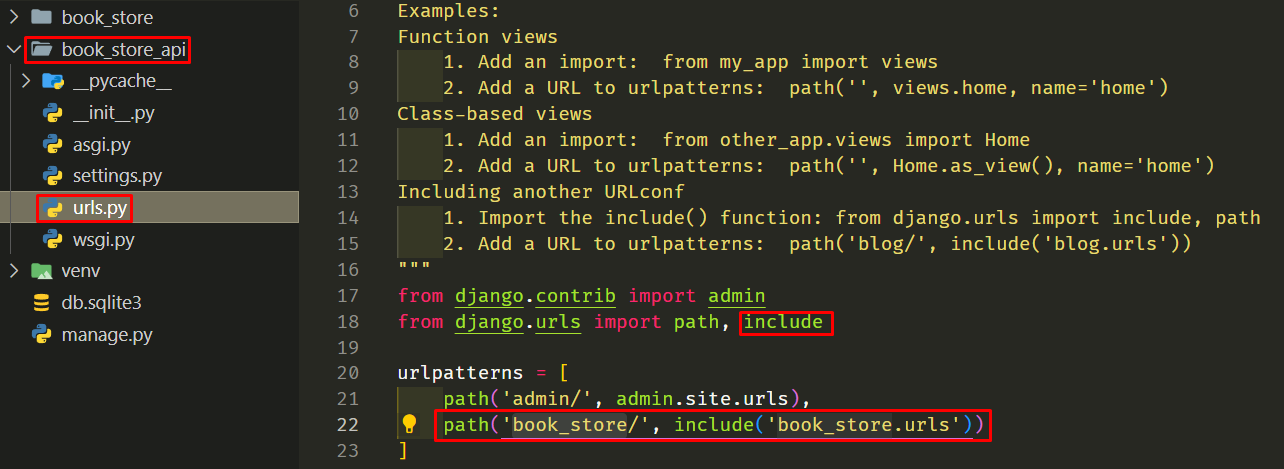 book_store
book_store_api
__pycache__
__init__.py
asgi.py
settings.py
urls.py
wsgi.py
venv
db.sqlite3
manage.py
6 Examples:
7 Function views
8     1. Add an import:  from my_app import views
9     2. Add a URL to urlpatterns:  path('', views.home, name='home')
10 Class-based views
11     1. Add an import:  from other_app.views import Home
12     2. Add a URL to urlpatterns:  path('', Home.as_view(), name='home')
13 Including another URLconf
14     1. Import the include() function: from django.urls import include, path
15     2. Add a URL to urlpatterns:  path('blog/', include('blog.urls'))
16 """
17 from django.contrib import admin
18 from django.urls import path, include
19
20 urlpatterns = [
21     path('admin/', admin.site.urls),
22     path('book_store/', include('book_store.urls'))
23 ]